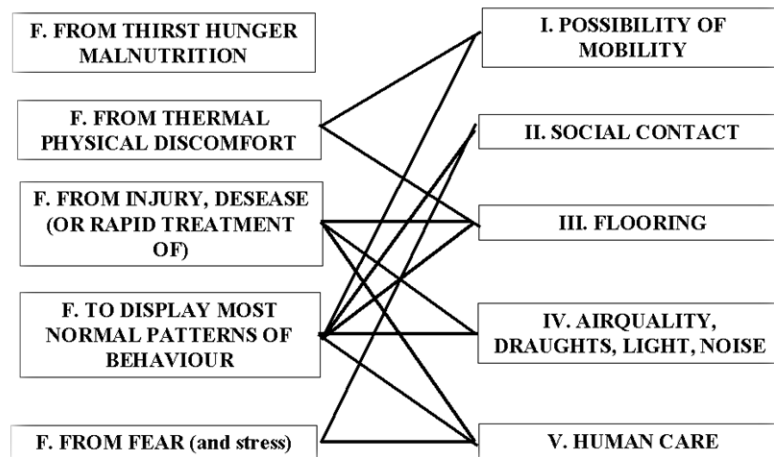 F. FROM THIRST HUNGER
MALNUTRITION
F. FROM THERMAL
PHYSICAL DISCOMFORT
F. FROM INJURY, DESEASE
(OR RAPID TREATMENT
OF)
F. TO DISPLAY MOST
NORMAL PATTERNS OF
BEHAVIOUR
F. FROM FEAR (and stress)
I. POSSIBILITY OF
MOBILITY
II. SOCIAL CONTACT
III. FLOORING
IV. AIRQUALITY,
DRAUGHTS, LIGHT, NOISE
V. HUMAN CARE